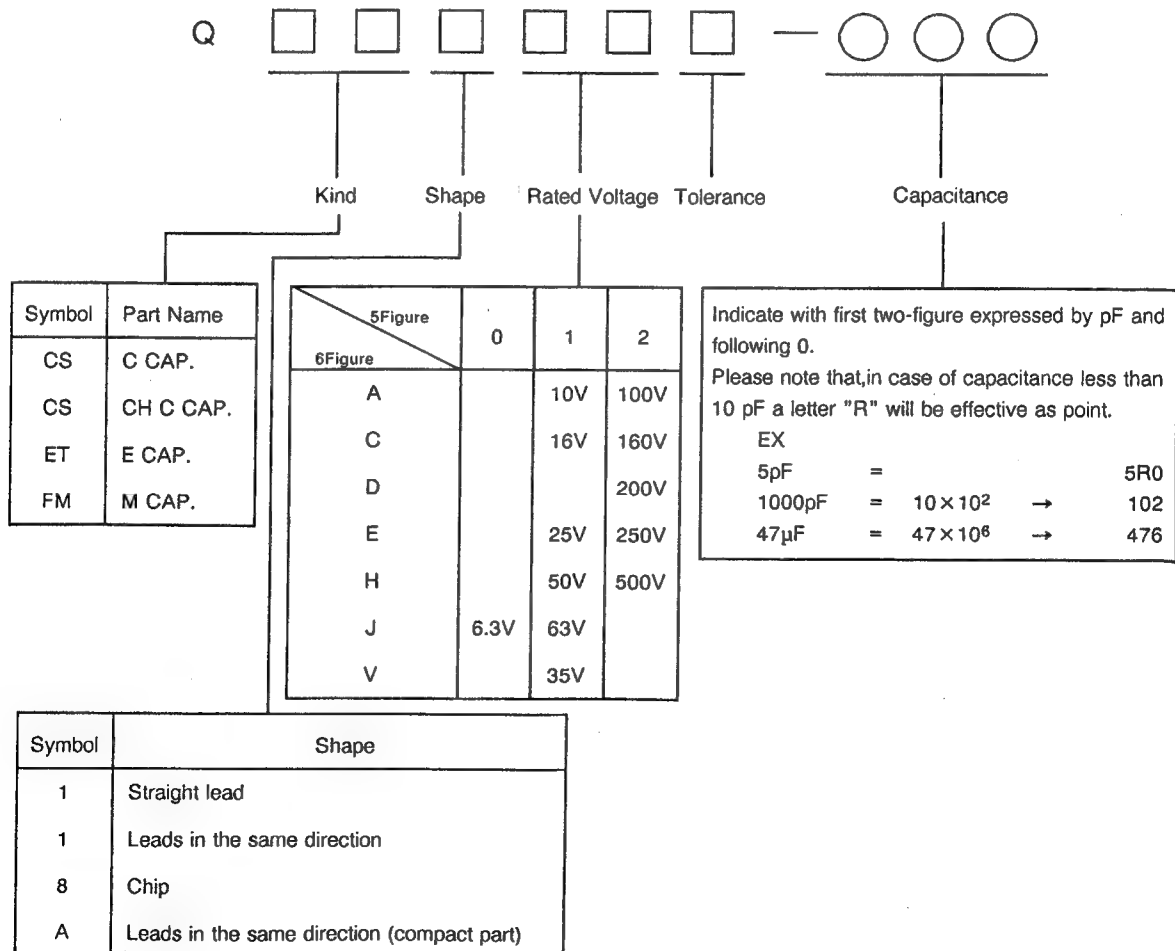 Q —
Kind Shape Rated Voltage Tolerance Capacitance
Symbol Part Name
CS C CAP.
CS CH C CAP.
ET E CAP.
FM M CAP.
5Figure 0 1 2
6Figure
A 10V 100V
C 16V 160V
D 200V
E 25V 250V
H 50V 500V
J 6.3V 63V
V 35V
Indicate with first two-figure expressed by pF and
following 0.
Please note that,in case of capacitance less than
10 pF a letter "R" will be effective as point.
EX
5pF = 5R0
1000pF = 10×10² → 102
47μF = 47×10⁶ → 476
Symbol Shape
1 Straight lead
1 Leads in the same direction
8 Chip
A Leads in the same direction (compact part)